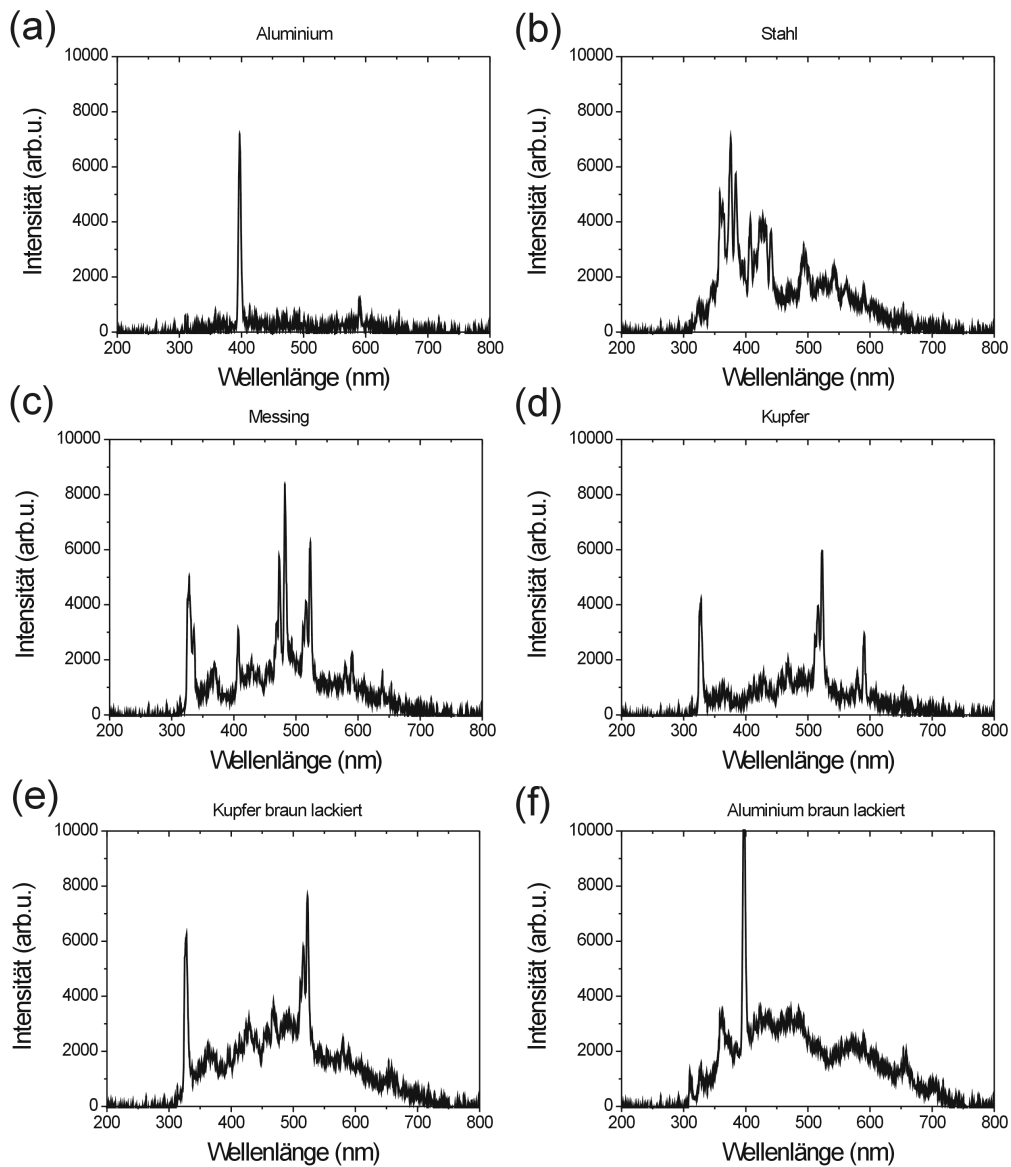 (a)
Aluminium
10000
8000
6000
4000
2000
0
200 300 400 500 600 700 800
Intensität (arb.u.)
Wellenlänge (nm)
(b)
Stahl
10000
8000
6000
4000
2000
0
200 300 400 500 600 700 800
Intensität (arb.u.)
Wellenlänge (nm)
(c)
Messing
10000
8000
6000
4000
2000
0
200 300 400 500 600 700 800
Intensität (arb.u.)
Wellenlänge (nm)
(d)
Kupfer
10000
8000
6000
4000
2000
0
200 300 400 500 600 700 800
Intensität (arb.u.)
Wellenlänge (nm)
(e)
Kupfer braun lackiert
10000
8000
6000
4000
2000
0
200 300 400 500 600 700 800
Intensität (arb.u.)
Wellenlänge (nm)
(f)
Aluminium braun lackiert
10000
8000
6000
4000
2000
0
200 300 400 500 600 700 800
Intensität (arb.u.)
Wellenlänge (nm)